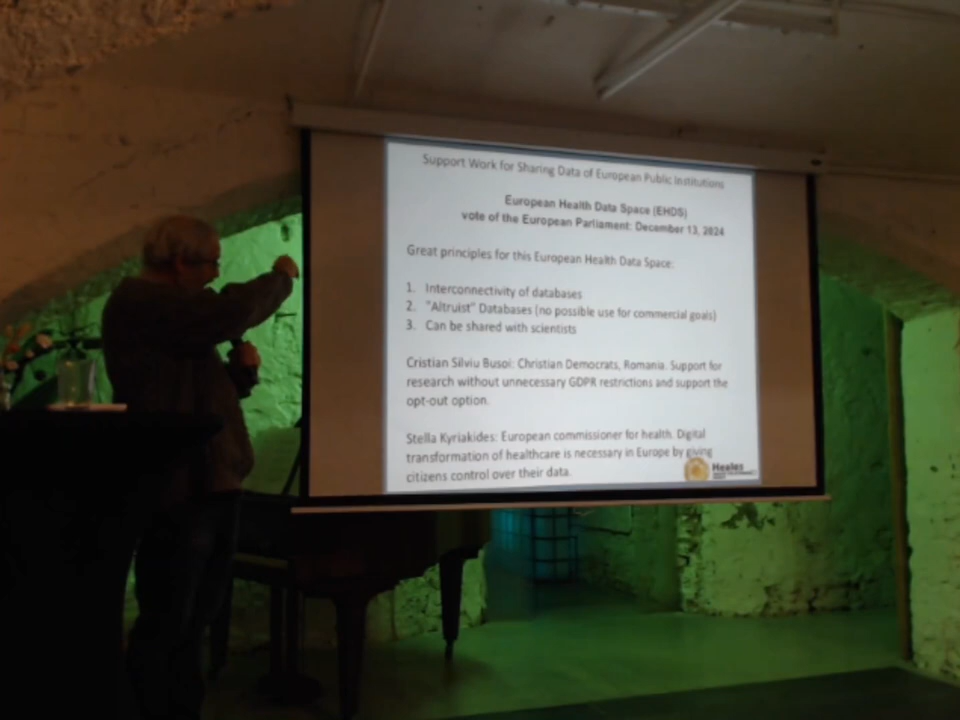 Support Work for Sharing Data of European Public Institutions
European Health Data Space (EHDS)
vote of the European Parliament: December 13, 2024
Great principles for this European Health Data Space:
1. Interconnectivity of databases
2. "Altruist" Databases (no possible use for commercial goals)
3. Can be shared with scientists
Cristian Silviu Busoi: Christian Democrats, Romania. Support for
research without unnecessary GDPR restrictions and support the
opt-out option.
Stella Kyriakides: European commissioner for health. Digital
transformation of healthcare is necessary in Europe by giving
citizens control over their data.
Heales